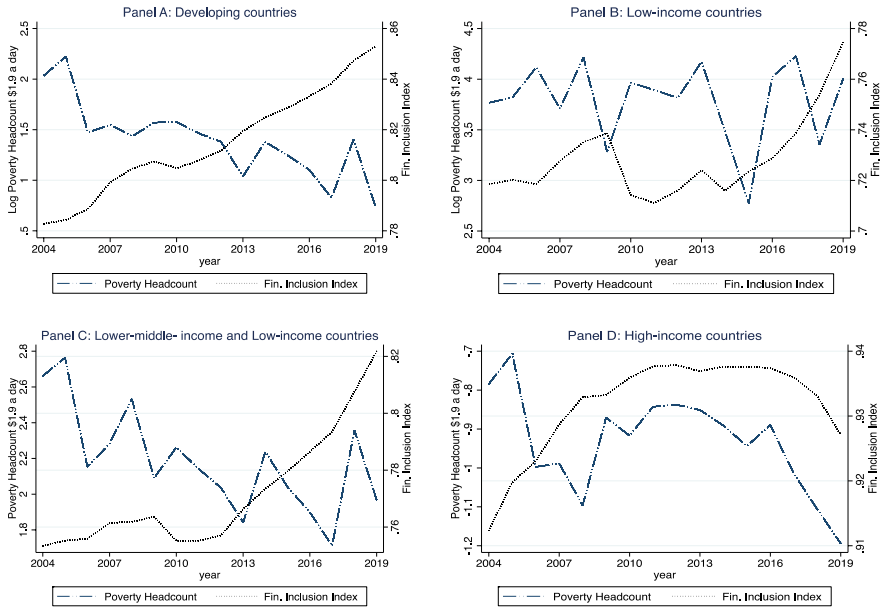 Panel A: Developing countries
Log Poverty Headcount $1.9 a day
.5 1 1.5 2 2.5
.78 .8 .82 .84 .86
Fin. Inclusion Index
2004 2007 2010 2013 2016 2019
year
Poverty Headcount Fin. Inclusion Index
Panel B: Low-income countries
Log Poverty Headcount $1.9 a day
2.5 3 3.5 4 4.5
.7 .72 .74 .76 .78
Fin. Inclusion Index
2004 2007 2010 2013 2016 2019
year
Poverty Headcount Fin. Inclusion Index
Panel C: Lower-middle- income and Low-income countries
Poverty Headcount $1.9 a day
1.8 2 2.2 2.4 2.6 2.8
.76 .78 .8 .82
Fin. Inclusion Index
2004 2007 2010 2013 2016 2019
year
Poverty Headcount Fin. Inclusion Index
Panel D: High-income countries
Poverty Headcount $1.9 a day
-1.2 -1.1 -1 -.9 -.8 -.7
.91 .92 .93 .94
Fin. Inclusion Index
2004 2007 2010 2013 2016 2019
year
Poverty Headcount Fin. Inclusion Index